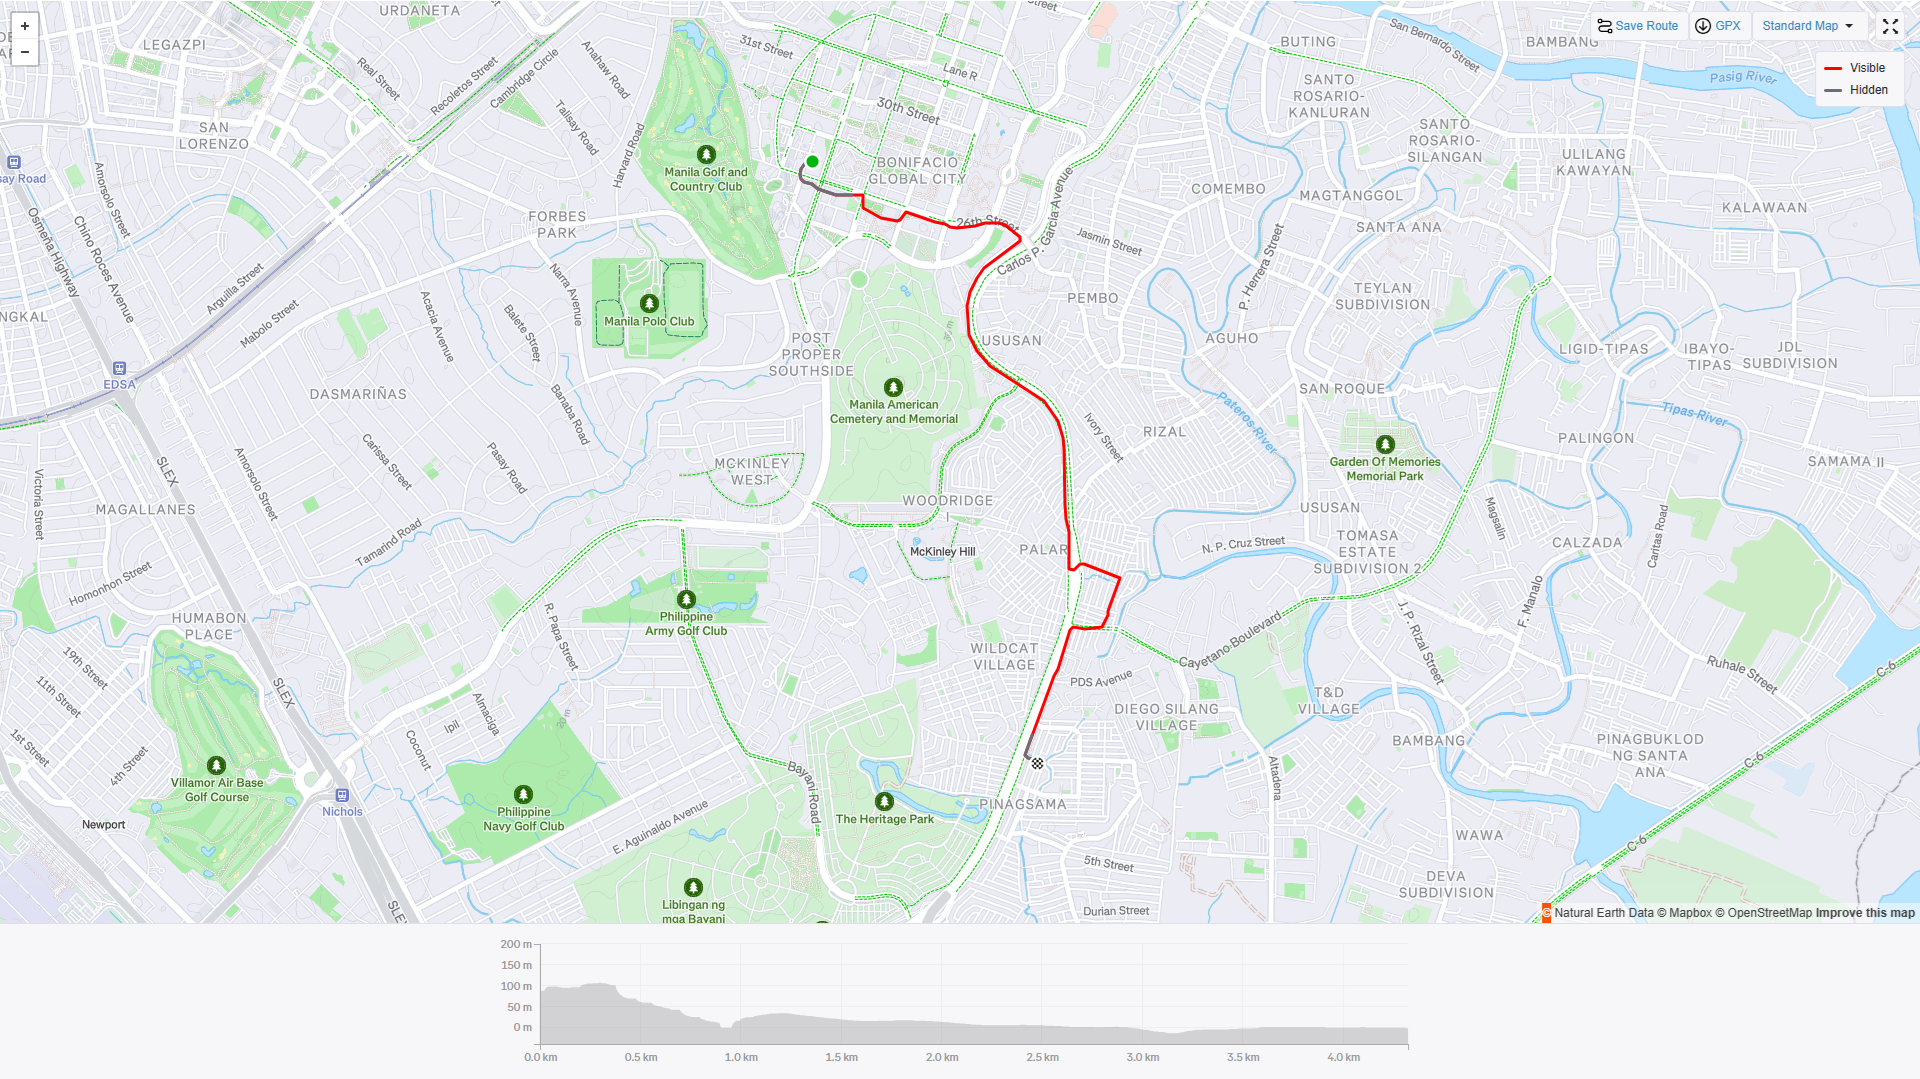 +
−
Save Route
GPX
Standard Map
Visible
Hidden
URDANETA
LEGAZPI
Real Street
Recoletos Street
Cambridge Circle
Anahaw Road
Talisay Road
Harvard Road
31st Street
Lane R
30th Street
Street
BUTING
San Bernardo Street
BAMBANG
Pasig River
SANTO
ROSARIO-
KANLURAN
SANTO
ROSARIO-
SILANGAN
ULILANG
KAWAYAN
SAN
LORENZO
say Road
Amorsolo Street
Osmeña Highway
Chino Roces Avenue
Manila Golf and
Country Club
BONIFACIO
GLOBAL CITY
26th Street
Carlos P. Garcia Avenue
Jasmin Street
COMEMBO
MAGTANGGOL
SANTA ANA
KALAWAAN
FORBES
PARK
Narra Avenue
Arguilla Street
Mabolo Street
Acacia Avenue
Balete Street
Banaba Road
NGKAL
Manila Polo Club
POST
PROPER
SOUTHSIDE
PEMBO
P. Herrera Street
TEYLAN
SUBDIVISION
USUSAN
AGUHO
LIGID-TIPAS
IBAYO-
TIPAS
JDL
SUBDIVISION
EDSA
DASMARIÑAS
Manila American
Cemetery and Memorial
SAN ROQUE
Pateros River
Tipas River
Ivory Street
RIZAL
PALINGON
Garden Of Memories
Memorial Park
SAMAMA II
Carissa Street
Pasay Road
Amorsolo Street
SLEX
Victoria Street
MAGALLANES
MCKINLEY
WEST
WOODRIDGE
I
USUSAN
Magsalin
Caritas Road
Tamarind Road
McKinley Hill
PALAR
N. P. Cruz Street
TOMASA
ESTATE
SUBDIVISION 2
CALZADA
Homonhon Street
HUMABON
PLACE
R. Papa Street
Philippine
Army Golf Club
WILDCAT
VILLAGE
Cayetano Boulevard
J. P. Rizal Street
F. Manalo
19th Street
11th Street
1st Street
4th Street
SLEX
Almaciga
Ipil
Coconut
20 m
PDS Avenue
DIEGO SILANG
VILLAGE
T&D
VILLAGE
Ruhale Street
C-6
BAMBANG
PINAGBUKLOD
NG SANTA
ANA
C-6
Villamor Air Base
Golf Course
Nichols
Newport
Philippine
Navy Golf Club
Bayani Road
The Heritage Park
PINAGSAMA
Altadena
E. Aguinaldo Avenue
WAWA
C-6
5th Street
DEVA
SUBDIVISION
Libingan ng
mga Bayani
SLEX
Durian Street
© Natural Earth Data © Mapbox © OpenStreetMap Improve this map
200 m
150 m
100 m
50 m
0 m
0.0 km
0.5 km
1.0 km
1.5 km
2.0 km
2.5 km
3.0 km
3.5 km
4.0 km